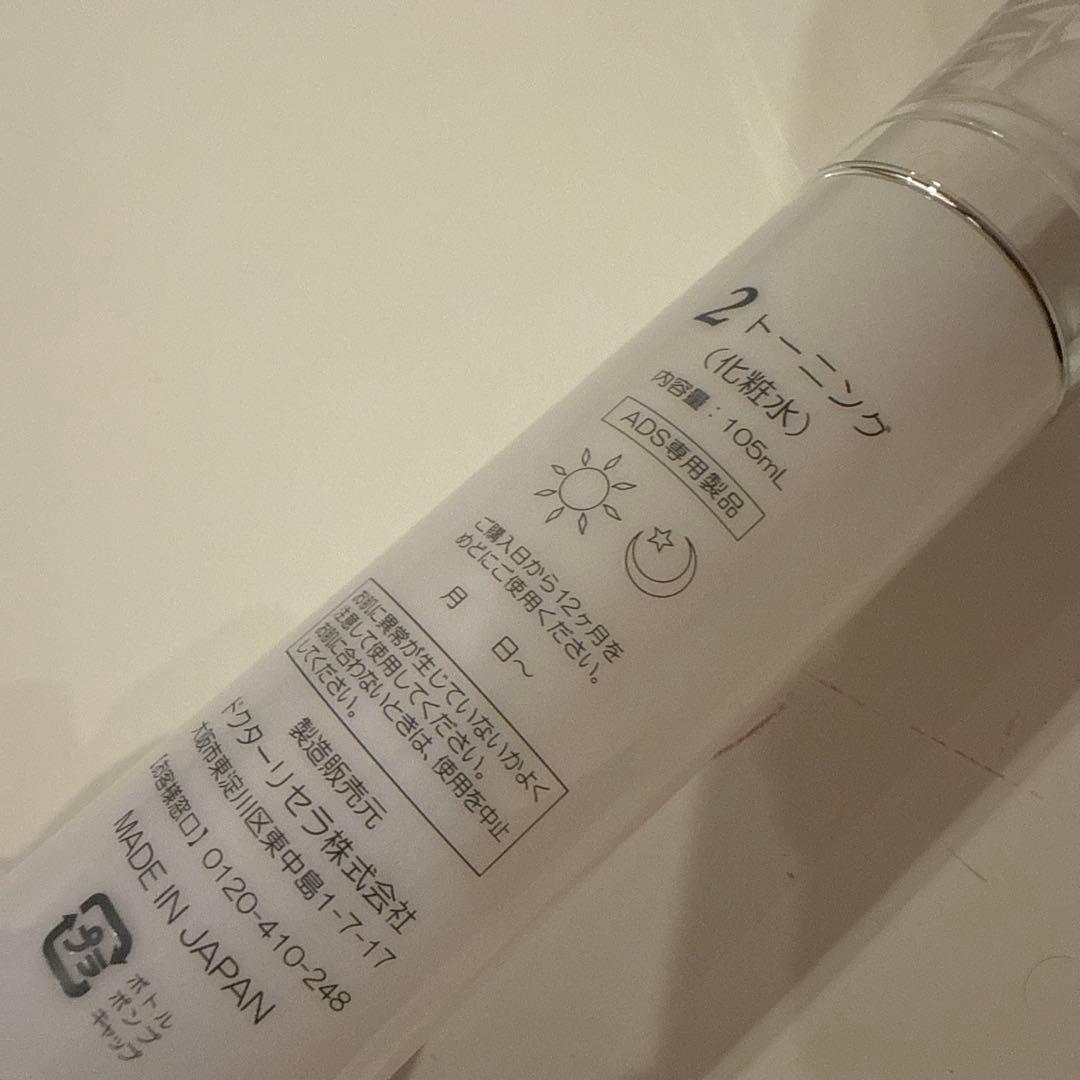 2 トーニング
（化粧水）
内容量：105mL
ADS専用製品
ご購入日から12ヶ月を
めどにご使用ください。
月 日～
お肌に異常が生じていないかよく
注意して使用してください。
お肌に合わないときは、使用を中止
してください。
製造販売元
ドクターリセラ株式会社
大阪市東淀川区東中島1-7-17
【お客様窓口】0120-410-248
MADE IN JAPAN
プラ
ボトル
ポンプ
キャップ